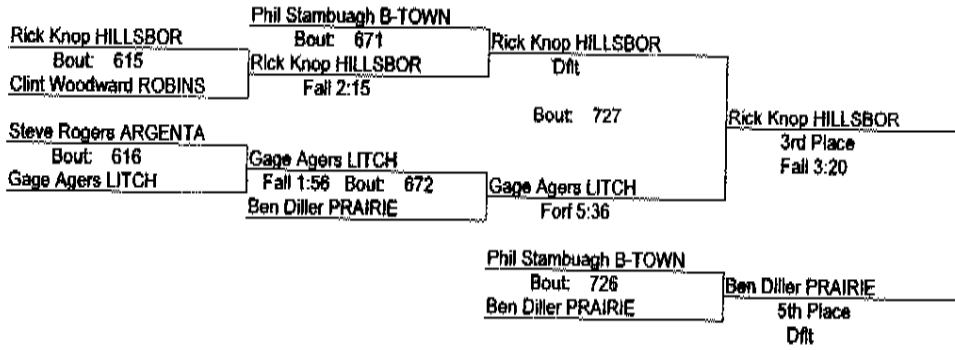 Phil Stambuagh B-TOWN
Rick Knop HILLSBOR
Bout: 671
Rick Knop HILLSBOR
Bout: 615
Rick Knop HILLSBOR
Dflt
Clint Woodward ROBINS
Fall 2:15
Bout: 727
Rick Knop HILLSBOR
Steve Rogers ARGENTA
3rd Place
Bout: 616
Gage Agers LITCH
Fall 3:20
Gage Agers LITCH
Fall 1:56 Bout: 672
Gage Agers LITCH
Ben Diller PRAIRIE
Forf 5:36
Phil Stambuagh B-TOWN
Bout: 726
Ben Diller PRAIRIE
Ben Diller PRAIRIE
5th Place
Dflt